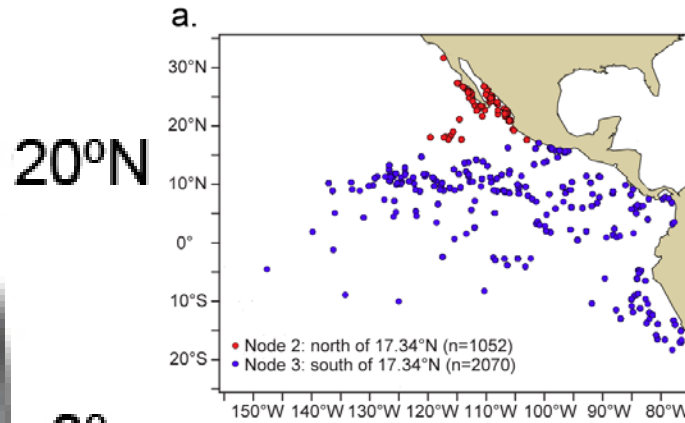 a.
30°N
20°N
20⁰N
10°N
0°
10°S
Node 2: north of 17.34°N (n=1052)
Node 3: south of 17.34°N (n=2070)
20°S
150°W 140°W 130°W 120°W 110°W 100°W 90°W 80°W